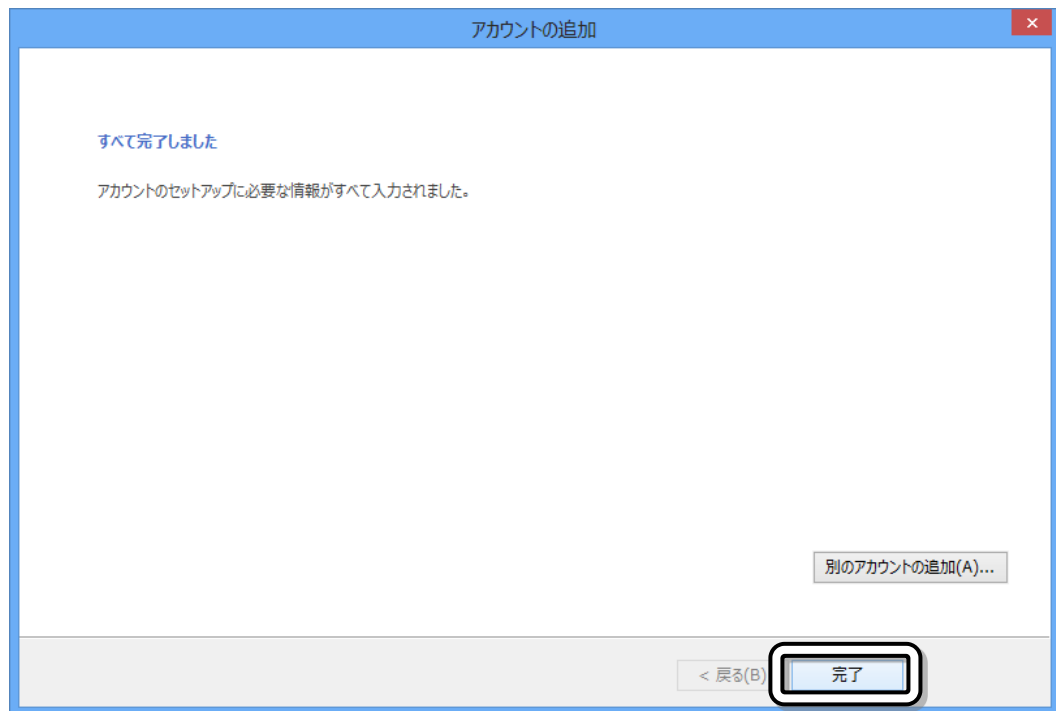 アカウントの追加
すべて完了しました
アカウントのセットアップに必要な情報がすべて入力されました。
別のアカウントの追加(A)...
< 戻る(B)
完了